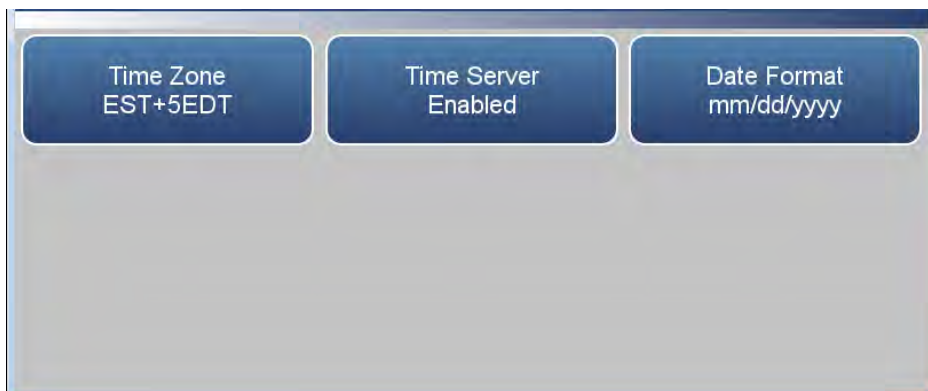 Time Zone
EST+5EDT
Time Server
Enabled
Date Format
mm/dd/yyyy